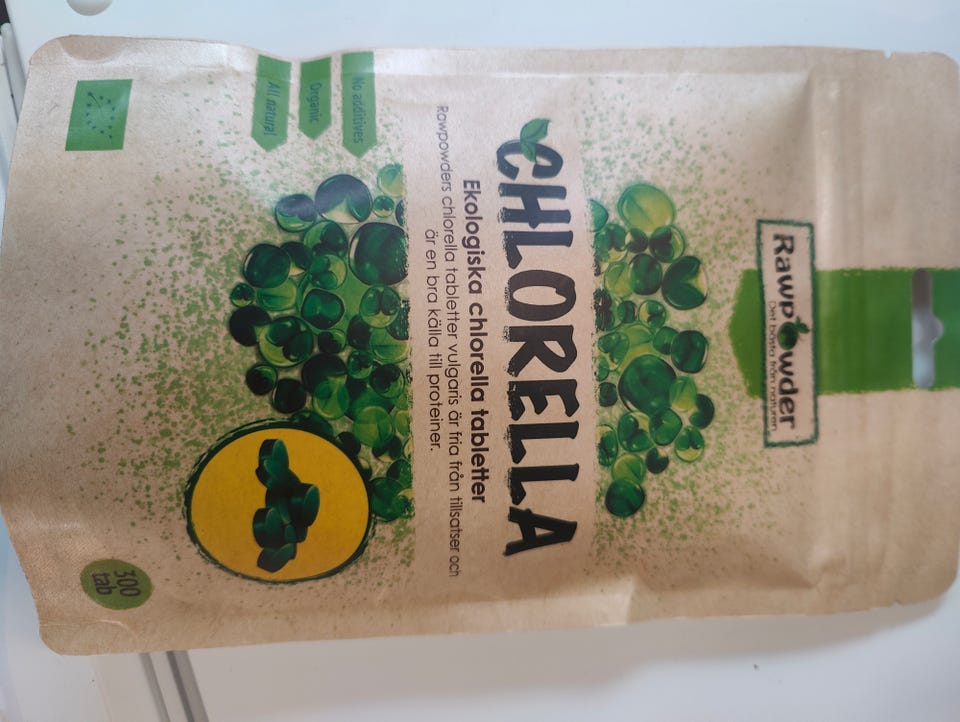 Rawpowder
Det bästa från naturen
CHLORELLA
Ekologiska chlorella tabletter
Rawpowders chlorella tabletter vulgaris är fria från tillsatser och
är en bra källa till proteiner.
No additives
Organic
All natural
300
tab